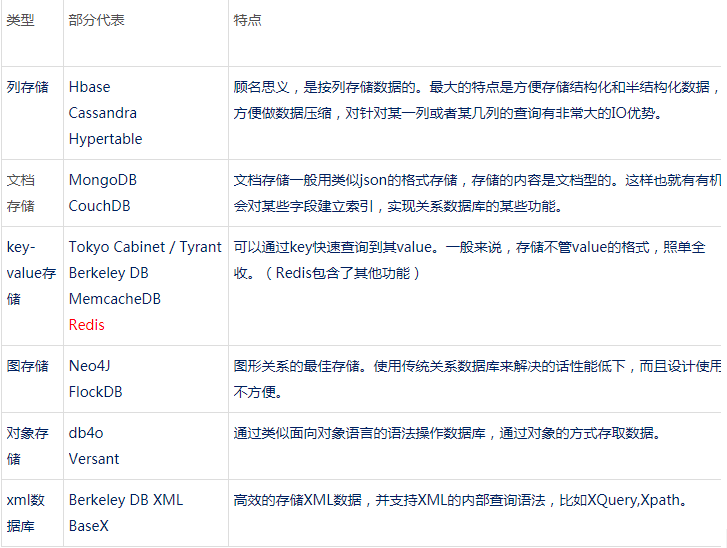 类型 部分代表 特点
列存储 Hbase 顾名思义，是按列存储数据的。最大的特点是方便存储结构化和半结构化数据，
Cassandra 方便做数据压缩，对针对某一列或者某几列的查询有非常大的IO优势。
Hypertable
文档 MongoDB 文档存储一般用类似json的格式存储，存储的内容是文档型的。这样也就有有机
存储 CouchDB 会对某些字段建立索引，实现关系数据库的某些功能。
key- Tokyo Cabinet / Tyrant 可以通过key快速查询到其value。一般来说，存储不管value的格式，照单全
value存 Berkeley DB 收。（Redis包含了其他功能）
储 MemcacheDB
Redis
图存储 Neo4J 图形关系的最佳存储。使用传统关系数据库来解决的话性能低下，而且设计使用
FlockDB 不方便。
对象存 db4o 通过类似面向对象语言的语法操作数据库，通过对象的方式存取数据。
储 Versant
xml数 Berkeley DB XML 高效的存储XML数据，并支持XML的内部查询语法，比如XQuery,Xpath。
据库 BaseX